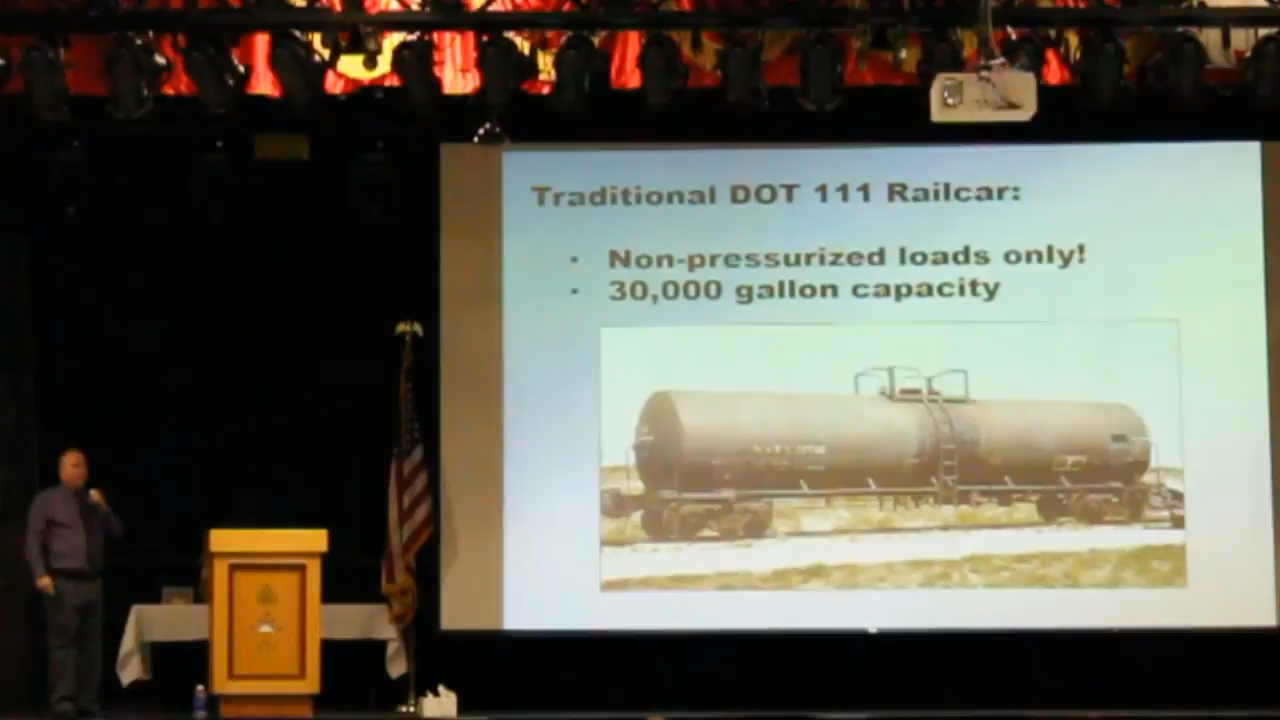 Traditional DOT 111 Railcar:
• Non-pressurized loads only!
• 30,000 gallon capacity